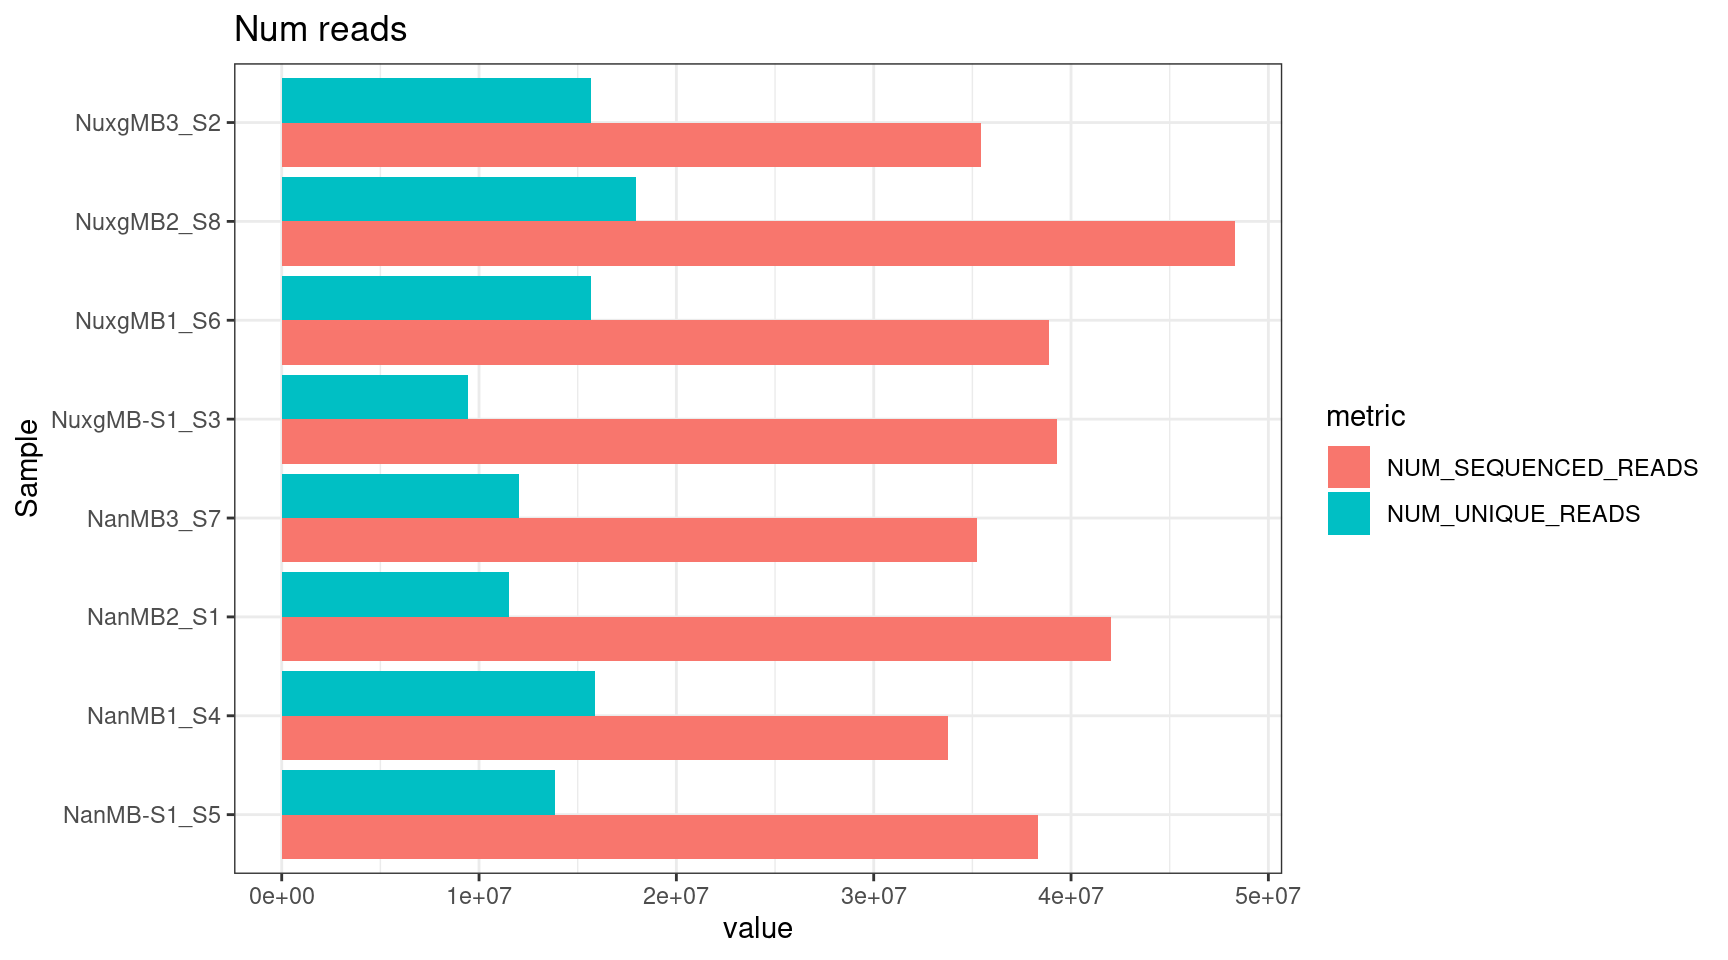 Num reads
NuxgMB3_S2
NuxgMB2_S8
NuxgMB1_S6
NuxgMB-S1_S3
NanMB3_S7
NanMB2_S1
NanMB1_S4
NanMB-S1_S5
Sample
0e+00 1e+07 2e+07 3e+07 4e+07 5e+07
value
metric
NUM_SEQUENCED_READS
NUM_UNIQUE_READS